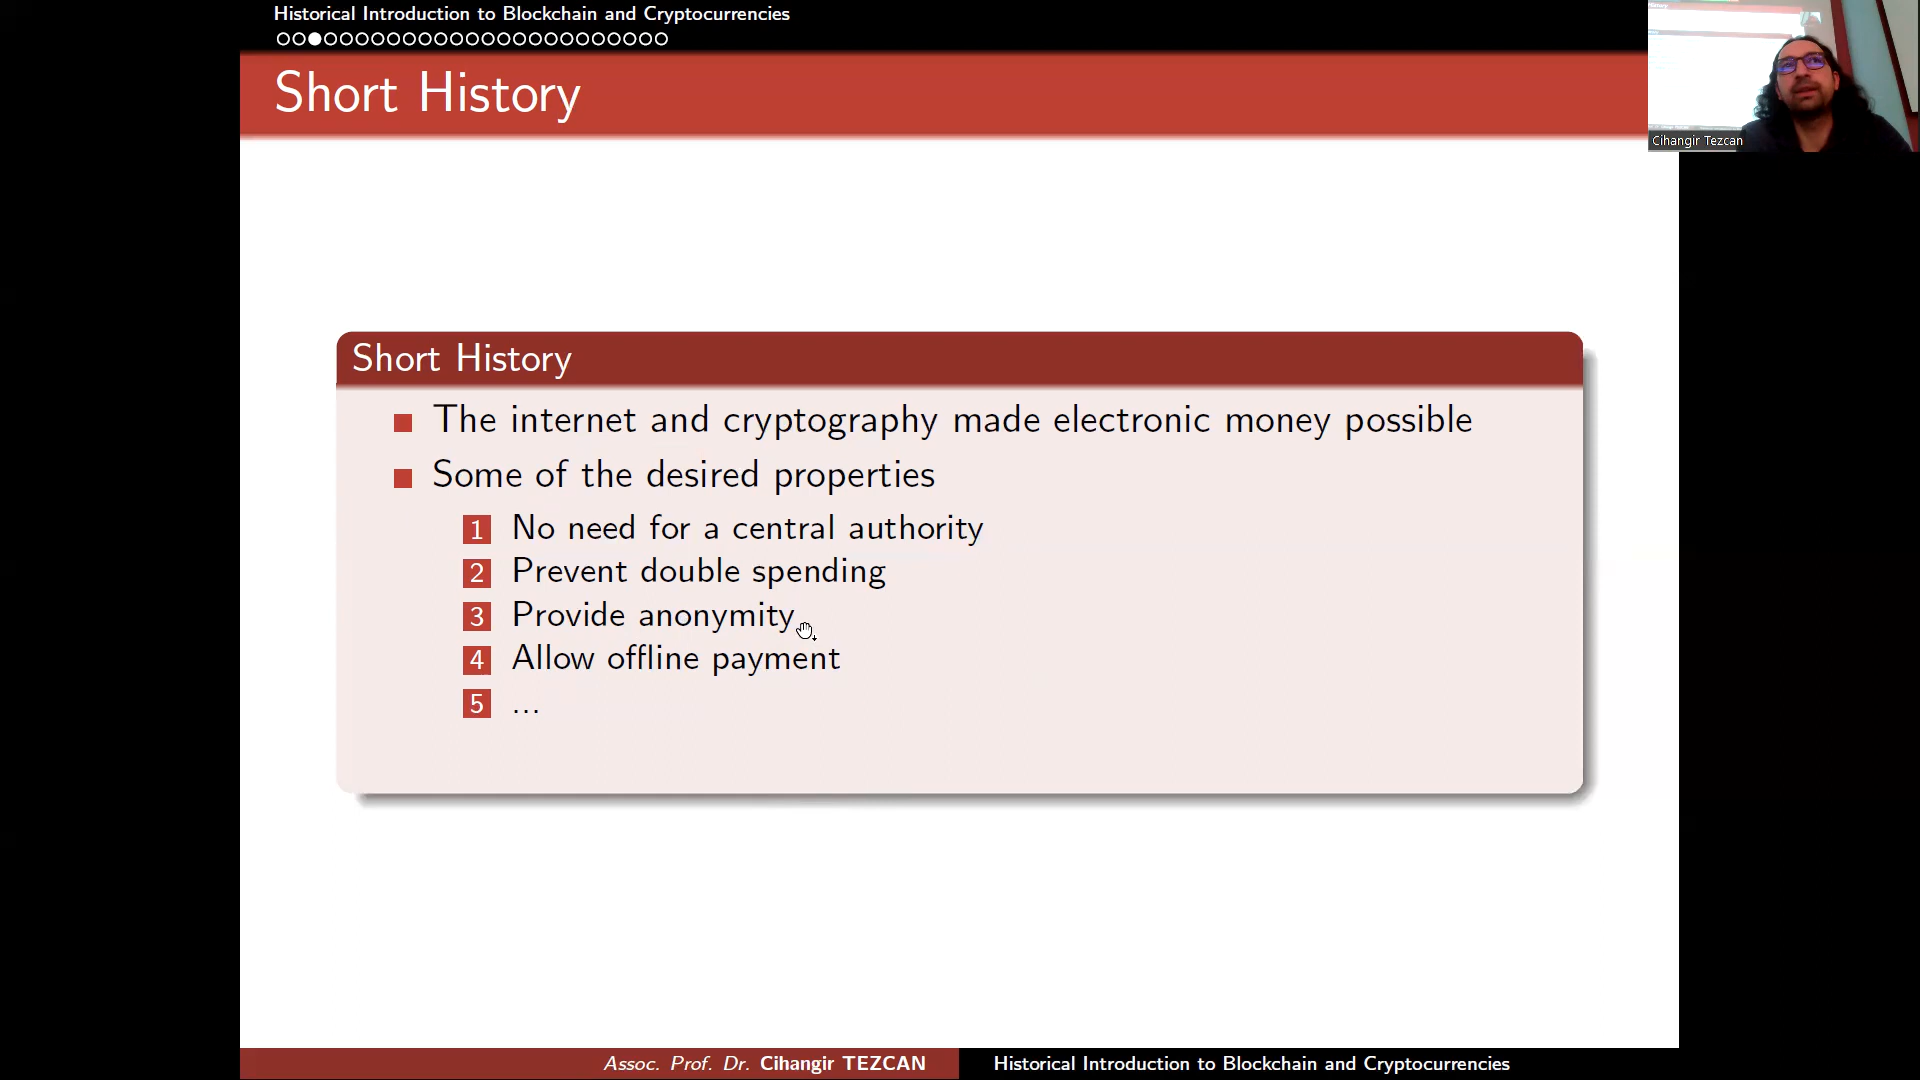 Historical Introduction to Blockchain and Cryptocurrencies
Short History
Cihangir Tezcan
Short History
The internet and cryptography made electronic money possible
Some of the desired properties
1 No need for a central authority
2 Prevent double spending
3 Provide anonymity
4 Allow offline payment
5 ...
Assoc. Prof. Dr. Cihangir TEZCAN
Historical Introduction to Blockchain and Cryptocurrencies